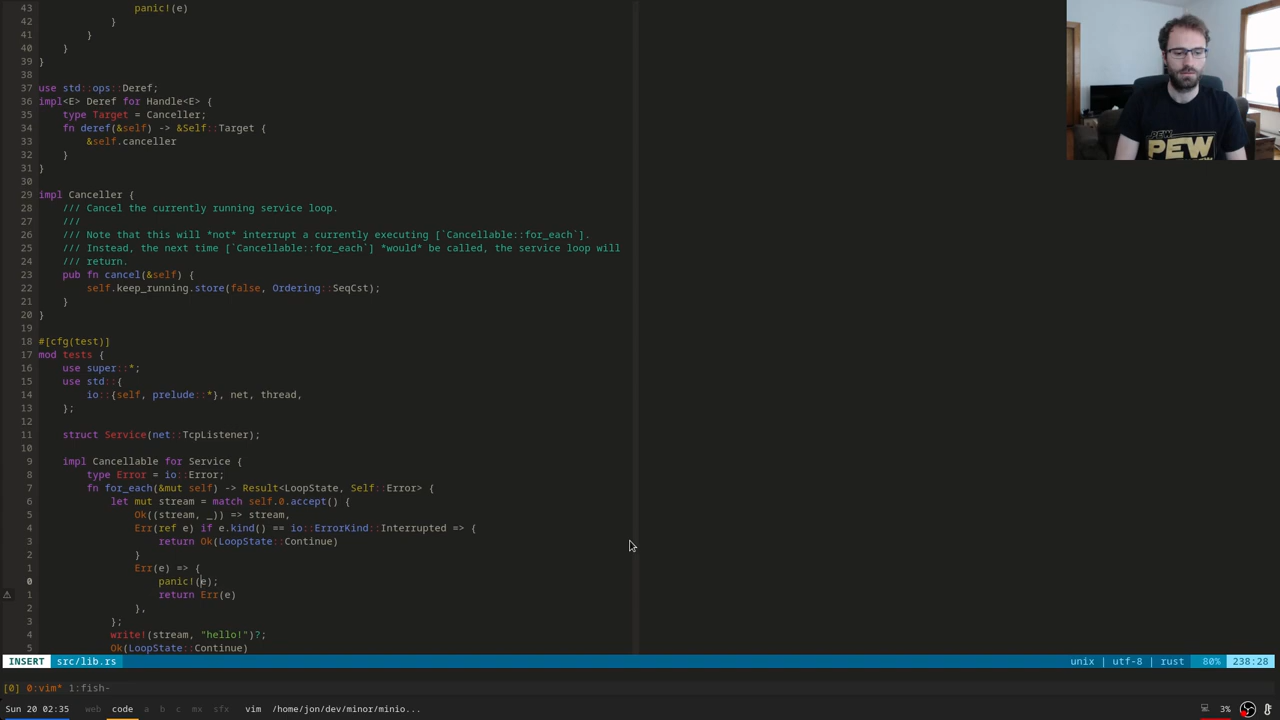 43 panic!(e)
42 }
41 }
40 }
39 }
38
37 use std::ops::Deref;
36 impl<E> Deref for Handle<E> {
35 type Target = Canceller;
34 fn deref(&self) -> &Self::Target {
33 &self.canceller
32 }
31 }
30
29 impl Canceller {
28 /// Cancel the currently running service loop.
27 ///
26 /// Note that this will *not* interrupt a currently executing [`Cancellable::for_each`].
25 /// Instead, the next time [`Cancellable::for_each`] *would* be called, the service loop will
24 /// return.
23 pub fn cancel(&self) {
22 self.keep_running.store(false, Ordering::SeqCst);
21 }
20 }
19
18 #[cfg(test)]
17 mod tests {
16 use super::*;
15 use std::{
14 io::{self, prelude::*}, net, thread,
13 };
12
11 struct Service(net::TcpListener);
10
9 impl Cancellable for Service {
8 type Error = io::Error;
7 fn for_each(&mut self) -> Result<LoopState, Self::Error> {
6 let mut stream = match self.0.accept() {
5 Ok((stream, _)) => stream,
4 Err(ref e) if e.kind() == io::ErrorKind::Interrupted => {
3 return Ok(LoopState::Continue)
2 }
1 Err(e) => {
0 panic!(e);
⚠ 1 return Err(e)
2 },
3 };
4 write!(stream, "hello!")?;
5 Ok(LoopState::Continue)
INSERT src/lib.rs unix | utf-8 | rust 80% 238:28
[0] 0:vim* 1:fish-
Sun 20 02:35 web code a b c mx sfx vim /home/jon/dev/minor/minio... 3%
PEW
PEW